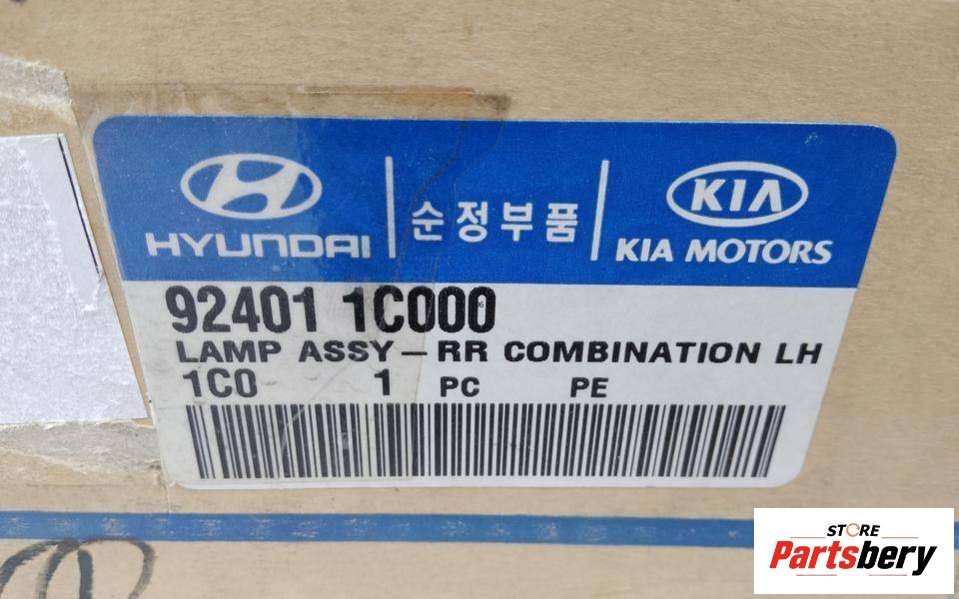 HYUNDAI
순정부품
KIA
KIA MOTORS
92401 1C000
LAMP ASSY-RR COMBINATION LH
1C0 1 PC PE
STORE
Partsbery